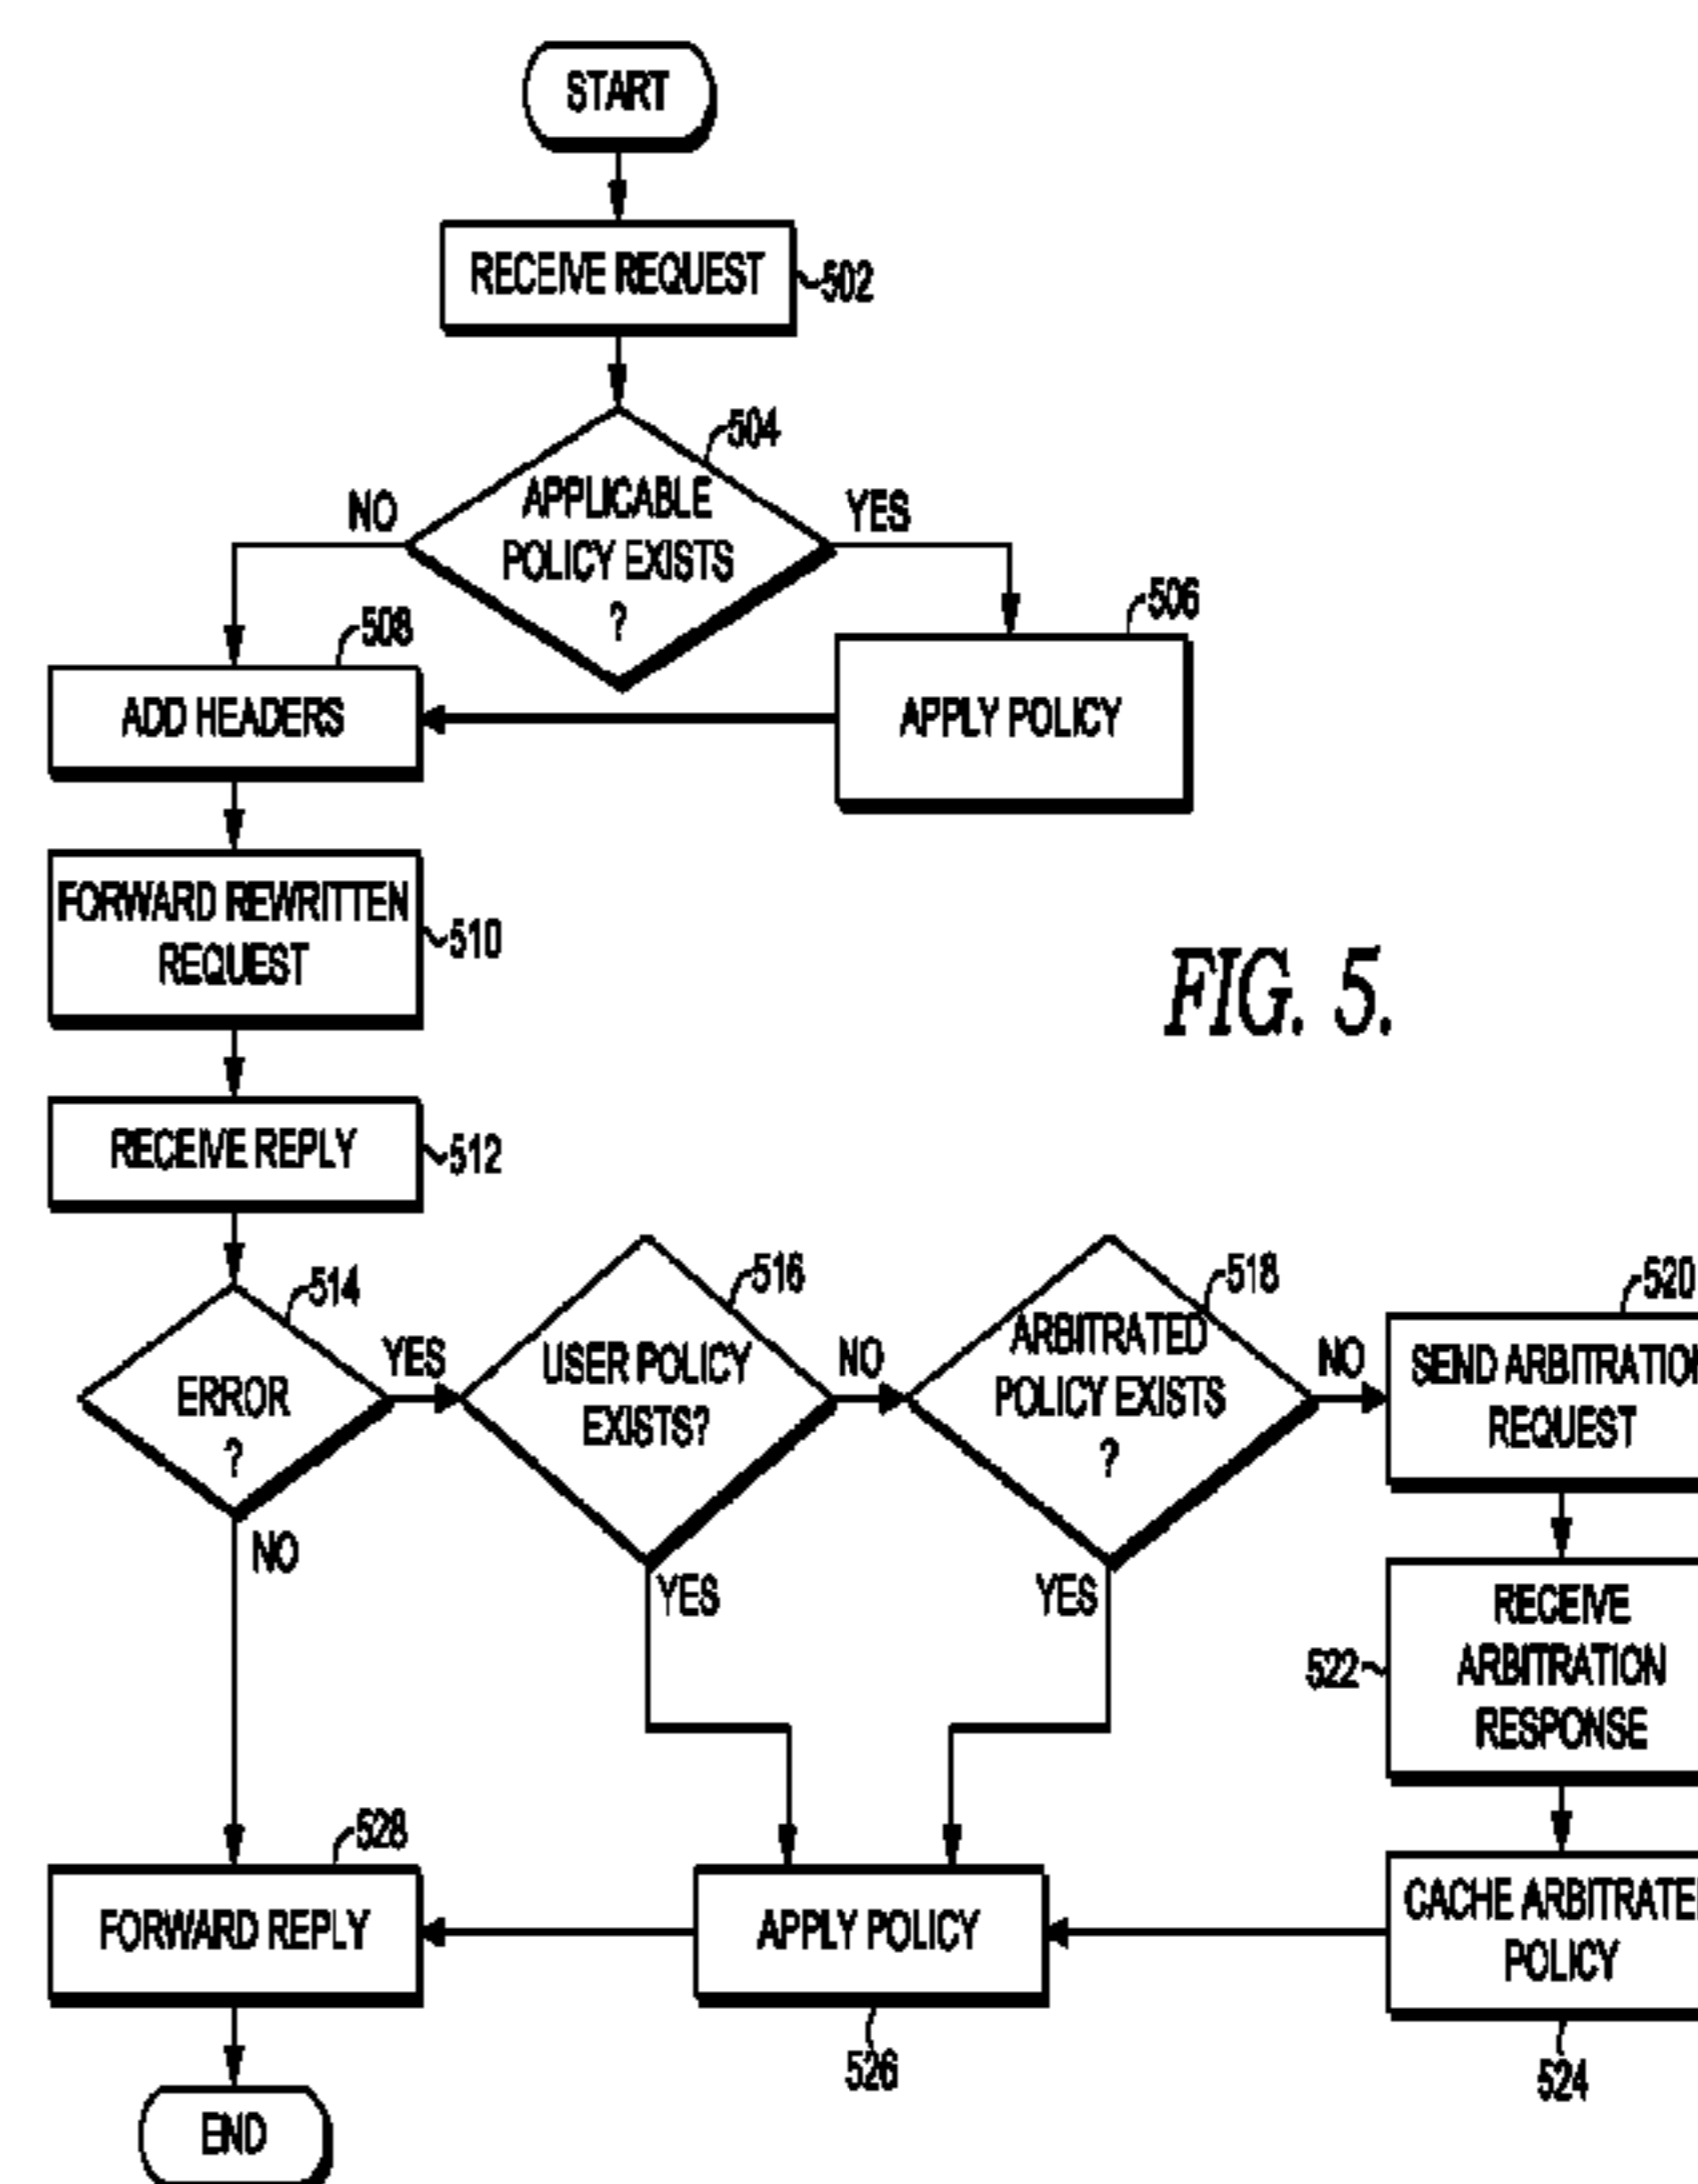 START
RECEIVE REQUEST
502
504
APPLICABLE
POLICY EXISTS
?
NO
YES
506
508
ADD HEADERS
APPLY POLICY
FORWARD REWRITTEN
REQUEST
510
FIG. 5.
RECEIVE REPLY
512
514
ERROR
?
YES
NO
516
USER POLICY
EXISTS?
NO
YES
518
ARBITRATED
POLICY EXISTS
?
NO
YES
520
SEND ARBITRATION
REQUEST
522
RECEIVE
ARBITRATION
RESPONSE
528
FORWARD REPLY
APPLY POLICY
526
CACHE ARBITRATE
POLICY
524
END